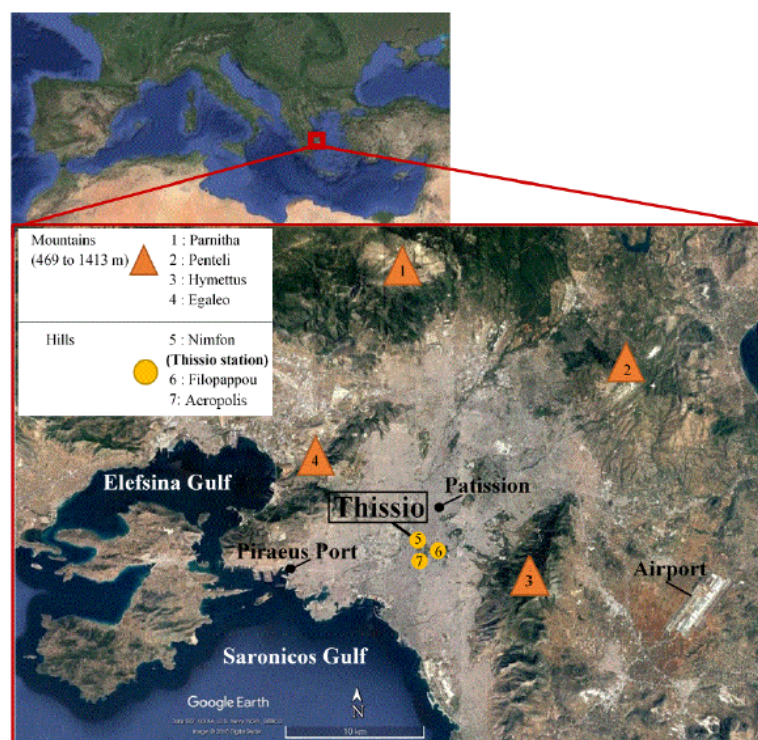 Mountains
(469 to 1413 m)
1 : Parnitha
2 : Penteli
3 : Hymettus
4 : Egaleo
Hills
5 : Nimfon
(Thissio station)
6 : Filopappou
7: Acropolis
1
2
4
Elefsina Gulf
Patission
Thissio
5
6
7
Piraeus Port
3
Airport
Saronicos Gulf
Google Earth
N
10 km